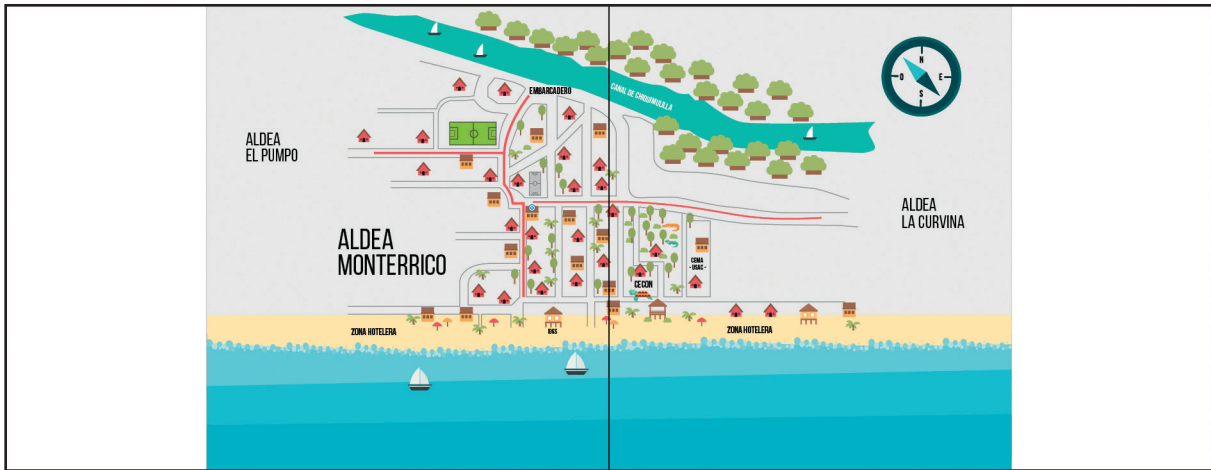 EMBARCADERO
CANAL DE CHIQUIMULILLA
N
O
E
S
ALDEA
EL PUMPO
ALDEA
LA CURVINA
ALDEA
MONTERRICO
CEMA
- USAC -
CECON
ZONA HOTELERA
ZONA HOTELERA